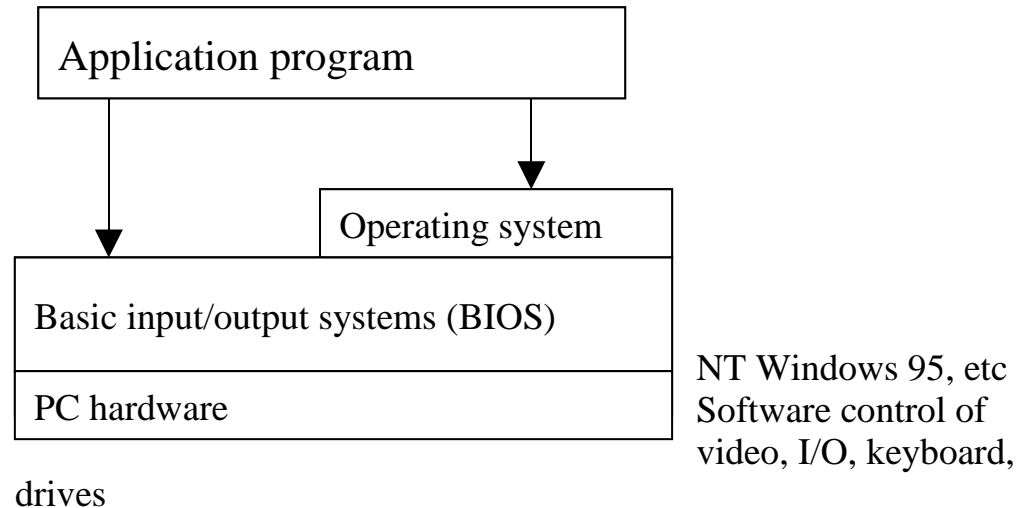 Application program
Operating system
Basic input/output systems (BIOS)
PC hardware
NT Windows 95, etc
Software control of
video, I/O, keyboard,
drives